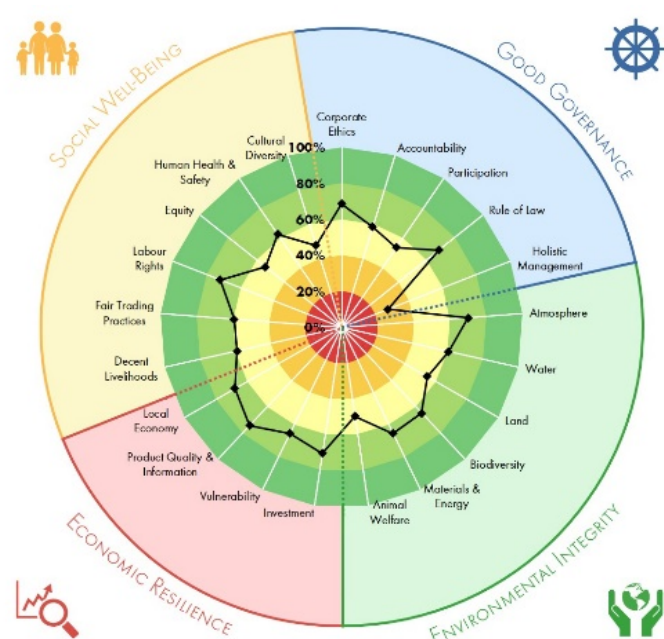 SOCIAL WELL-BEING
GOOD GOVERNANCE
Corporate
Ethics
Accountability
Participation
Rule of Law
Holistic
Management
Atmosphere
Water
Land
Biodiversity
Materials &
Energy
Animal
Welfare
Investment
Vulnerability
Product Quality &
Information
Local
Economy
Decent
Livelihoods
Fair Trading
Practices
Labour
Rights
Equity
Human Health &
Safety
Cultural
Diversity
100%
80%
60%
40%
20%
0%
ECONOMIC RESILIENCE
ENVIRONMENTAL INTEGRITY